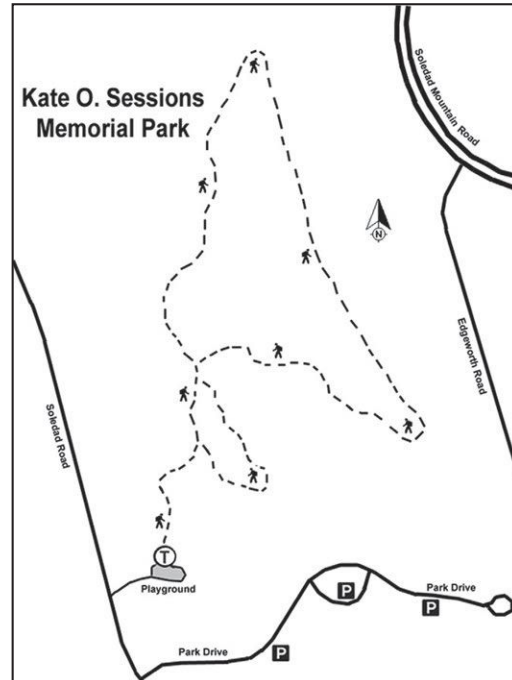 Kate O. Sessions
Memorial Park
Soledad Mountain Road
N
Edgeworth Road
Soledad Road
T
Playground
P
Park Drive
P
Park Drive
P